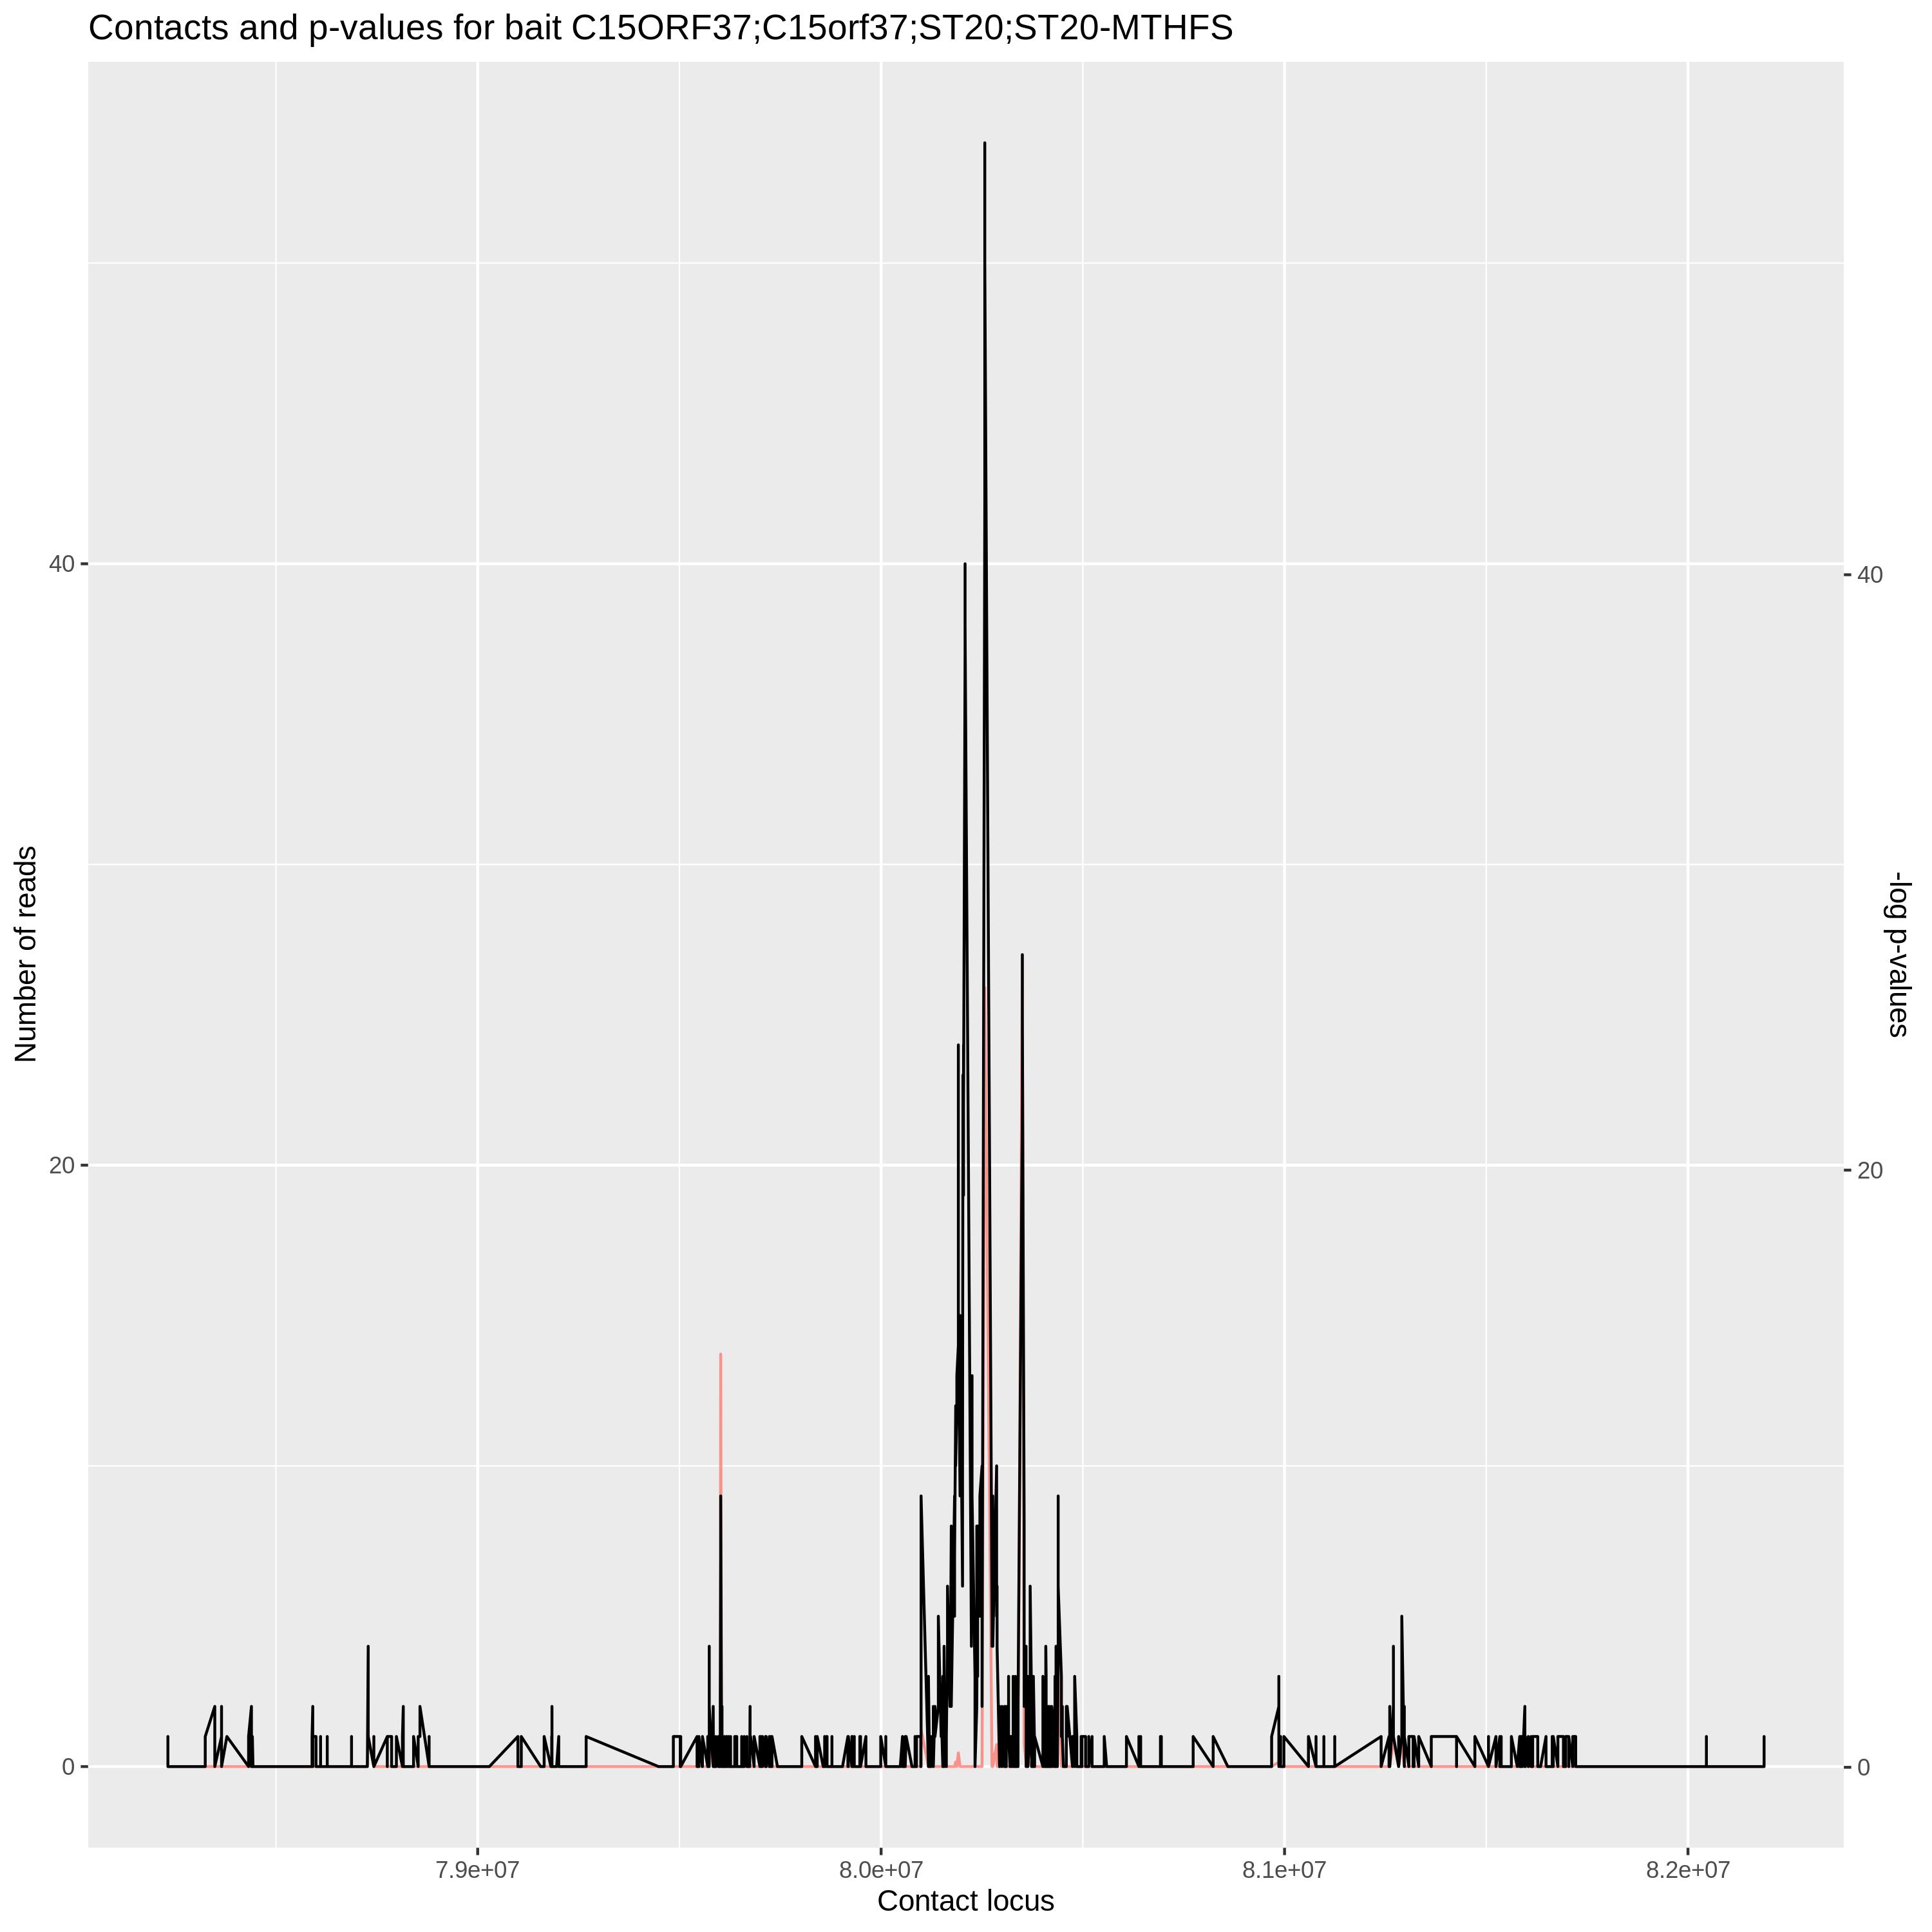 Contacts and p-values for bait C15ORF37;C15orf37;ST20;ST20-MTHFS
Number of reads
40
20
0
40
20
0
-log p-values
7.9e+07 8.0e+07 8.1e+07 8.2e+07
Contact locus